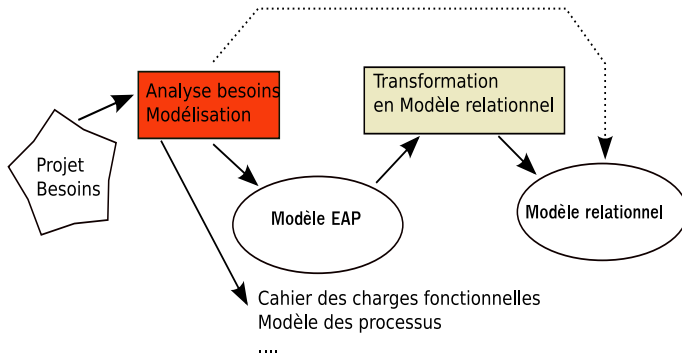 Projet
Besoins
Analyse besoins
Modélisation
Modèle EAP
Transformation
en Modèle relationnel
Modèle relationnel
Cahier des charges fonctionnelles
Modèle des processus
....